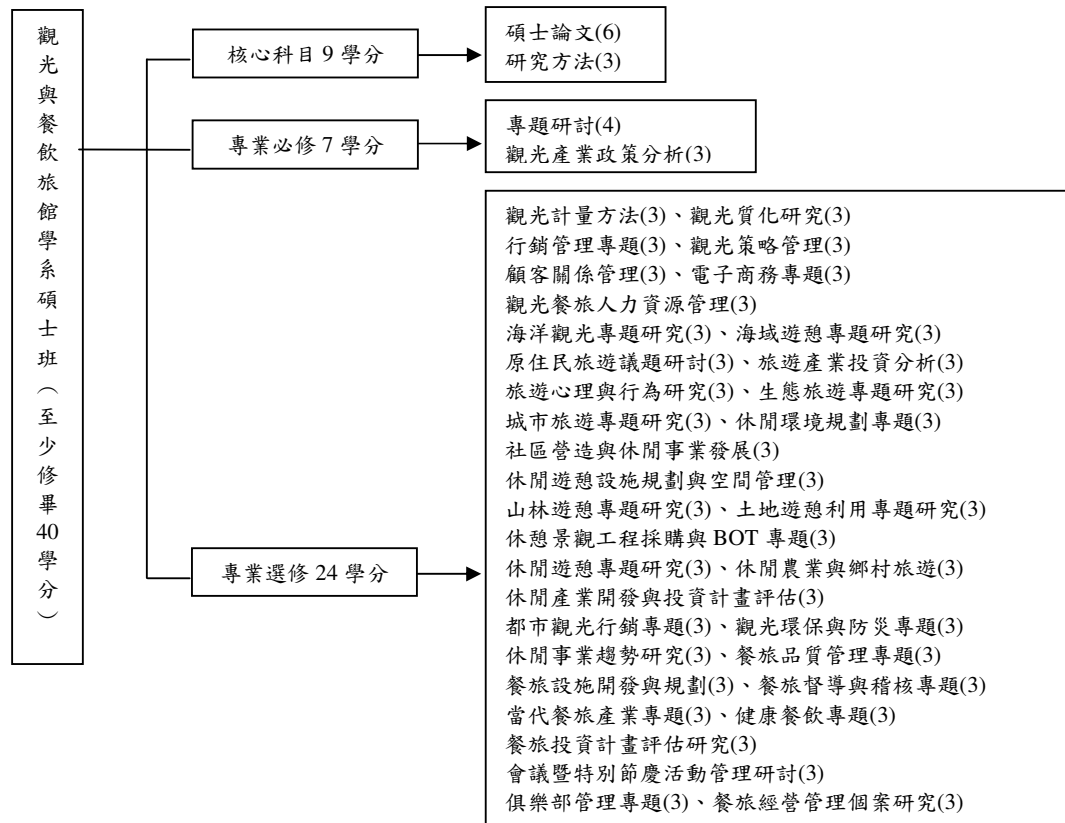 觀光與餐飲旅館學系碩士班（至少修畢40學分）
核心科目 9 學分
碩士論文(6)
研究方法(3)
專業必修 7 學分
專題研討(4)
觀光產業政策分析(3)
專業選修 24 學分
觀光計量方法(3)、觀光質化研究(3)
行銷管理專題(3)、觀光策略管理(3)
顧客關係管理(3)、電子商務專題(3)
觀光餐旅人力資源管理(3)
海洋觀光專題研究(3)、海域遊憩專題研究(3)
原住民旅遊議題研討(3)、旅遊產業投資分析(3)
旅遊心理與行為研究(3)、生態旅遊專題研究(3)
城市旅遊專題研究(3)、休閒環境規劃專題(3)
社區營造與休閒事業發展(3)
休閒遊憩設施規劃與空間管理(3)
山林遊憩專題研究(3)、土地遊憩利用專題研究(3)
休憩景觀工程採購與 BOT 專題(3)
休閒遊憩專題研究(3)、休閒農業與鄉村旅遊(3)
休閒產業開發與投資計畫評估(3)
都市觀光行銷專題(3)、觀光環保與防災專題(3)
休閒事業趨勢研究(3)、餐旅品質管理專題(3)
餐旅設施開發與規劃(3)、餐旅督導與稽核專題(3)
當代餐旅產業專題(3)、健康餐飲專題(3)
餐旅投資計畫評估研究(3)
會議暨特別節慶活動管理研討(3)
俱樂部管理專題(3)、餐旅經營管理個案研究(3)